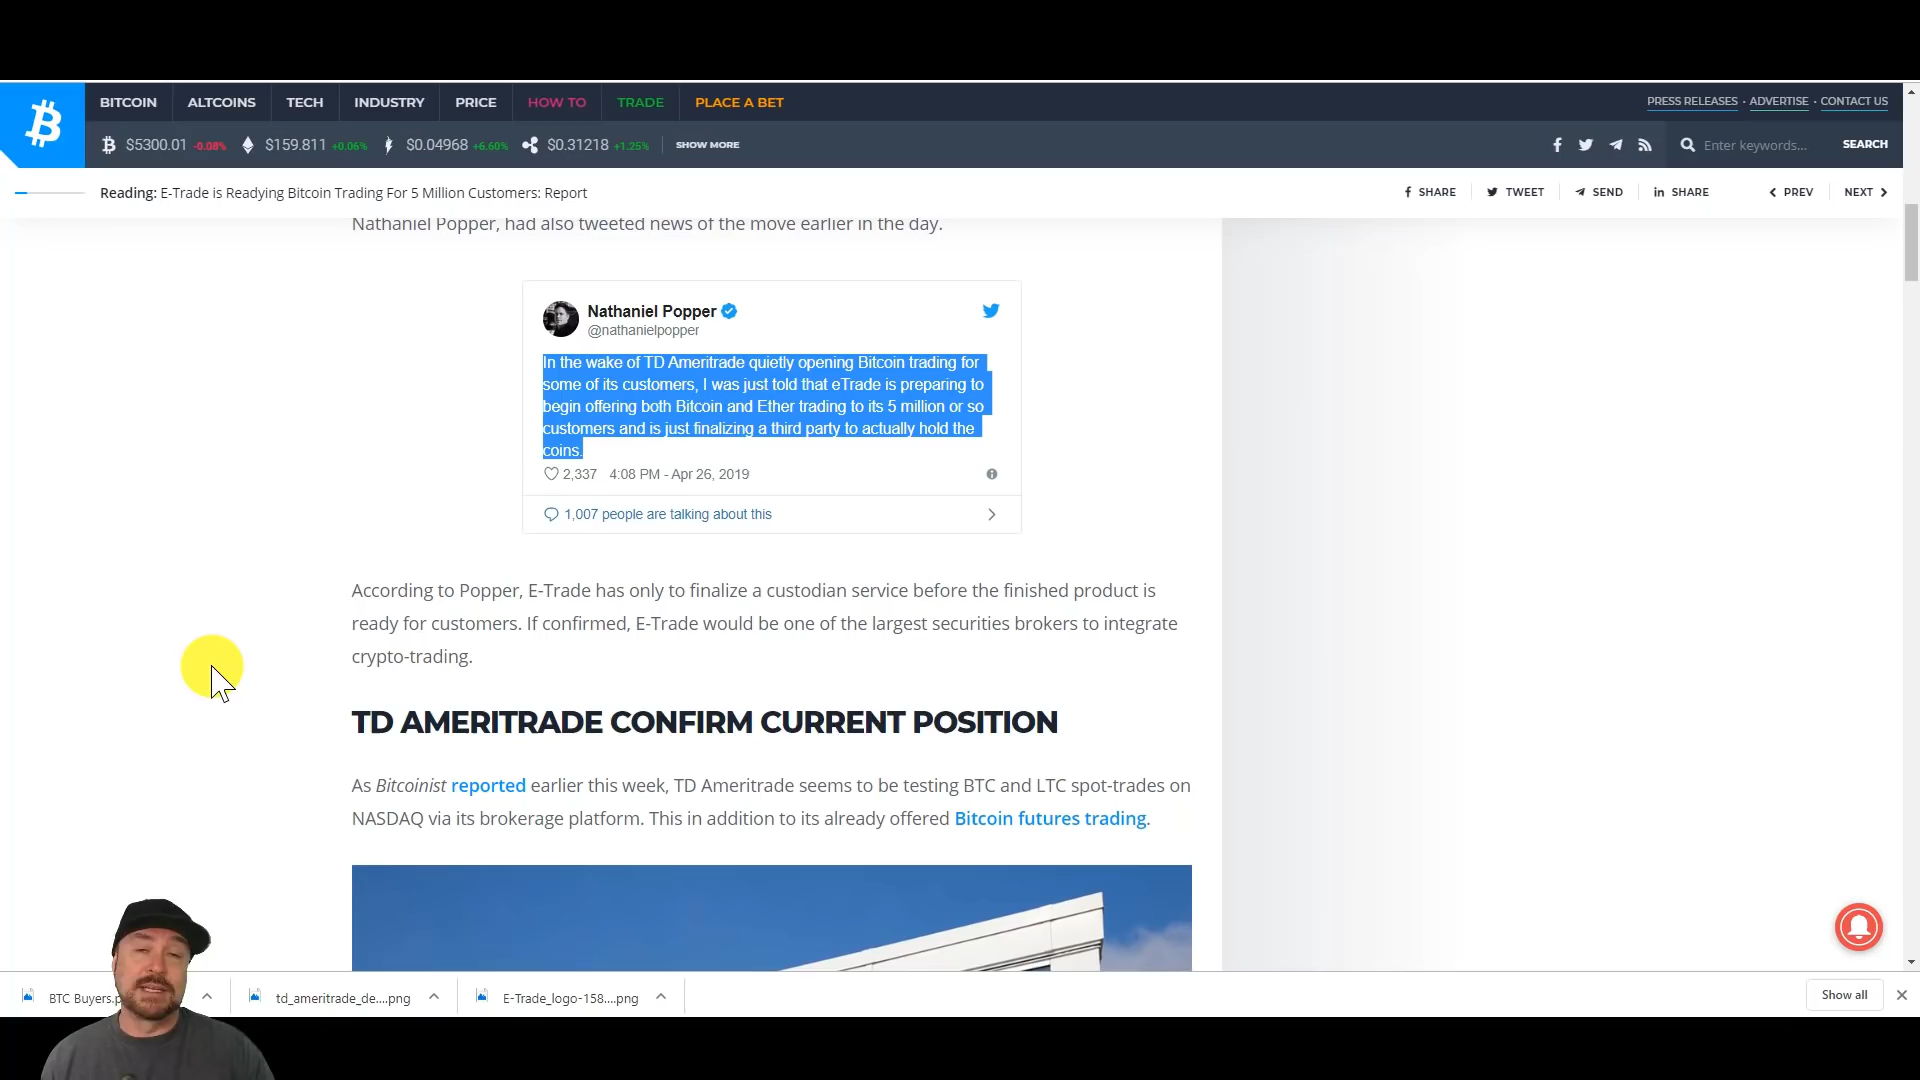 BITCOIN ALTCOINS TECH INDUSTRY PRICE HOW TO TRADE PLACE A BET PRESS RELEASES · ADVERTISE · CONTACT US
$5300.01 -0.08% $159.811 +0.06% $0.04968 +6.60% $0.31218 +1.25% SHOW MORE Enter keywords... SEARCH
Reading: E-Trade is Readying Bitcoin Trading For 5 Million Customers: Report SHARE TWEET SEND SHARE PREV NEXT
Nathaniel Popper, had also tweeted news of the move earlier in the day.
Nathaniel Popper
@nathanielpopper
In the wake of TD Ameritrade quietly opening Bitcoin trading for
some of its customers, I was just told that eTrade is preparing to
begin offering both Bitcoin and Ether trading to its 5 million or so
customers and is just finalizing a third party to actually hold the
coins.
2,337 4:08 PM - Apr 26, 2019
1,007 people are talking about this
According to Popper, E-Trade has only to finalize a custodian service before the finished product is
ready for customers. If confirmed, E-Trade would be one of the largest securities brokers to integrate
crypto-trading.
TD AMERITRADE CONFIRM CURRENT POSITION
As Bitcoinist reported earlier this week, TD Ameritrade seems to be testing BTC and LTC spot-trades on
NASDAQ via its brokerage platform. This in addition to its already offered Bitcoin futures trading.
BTC Buyers.p td_ameritrade_de....png E-Trade_logo-158....png Show all